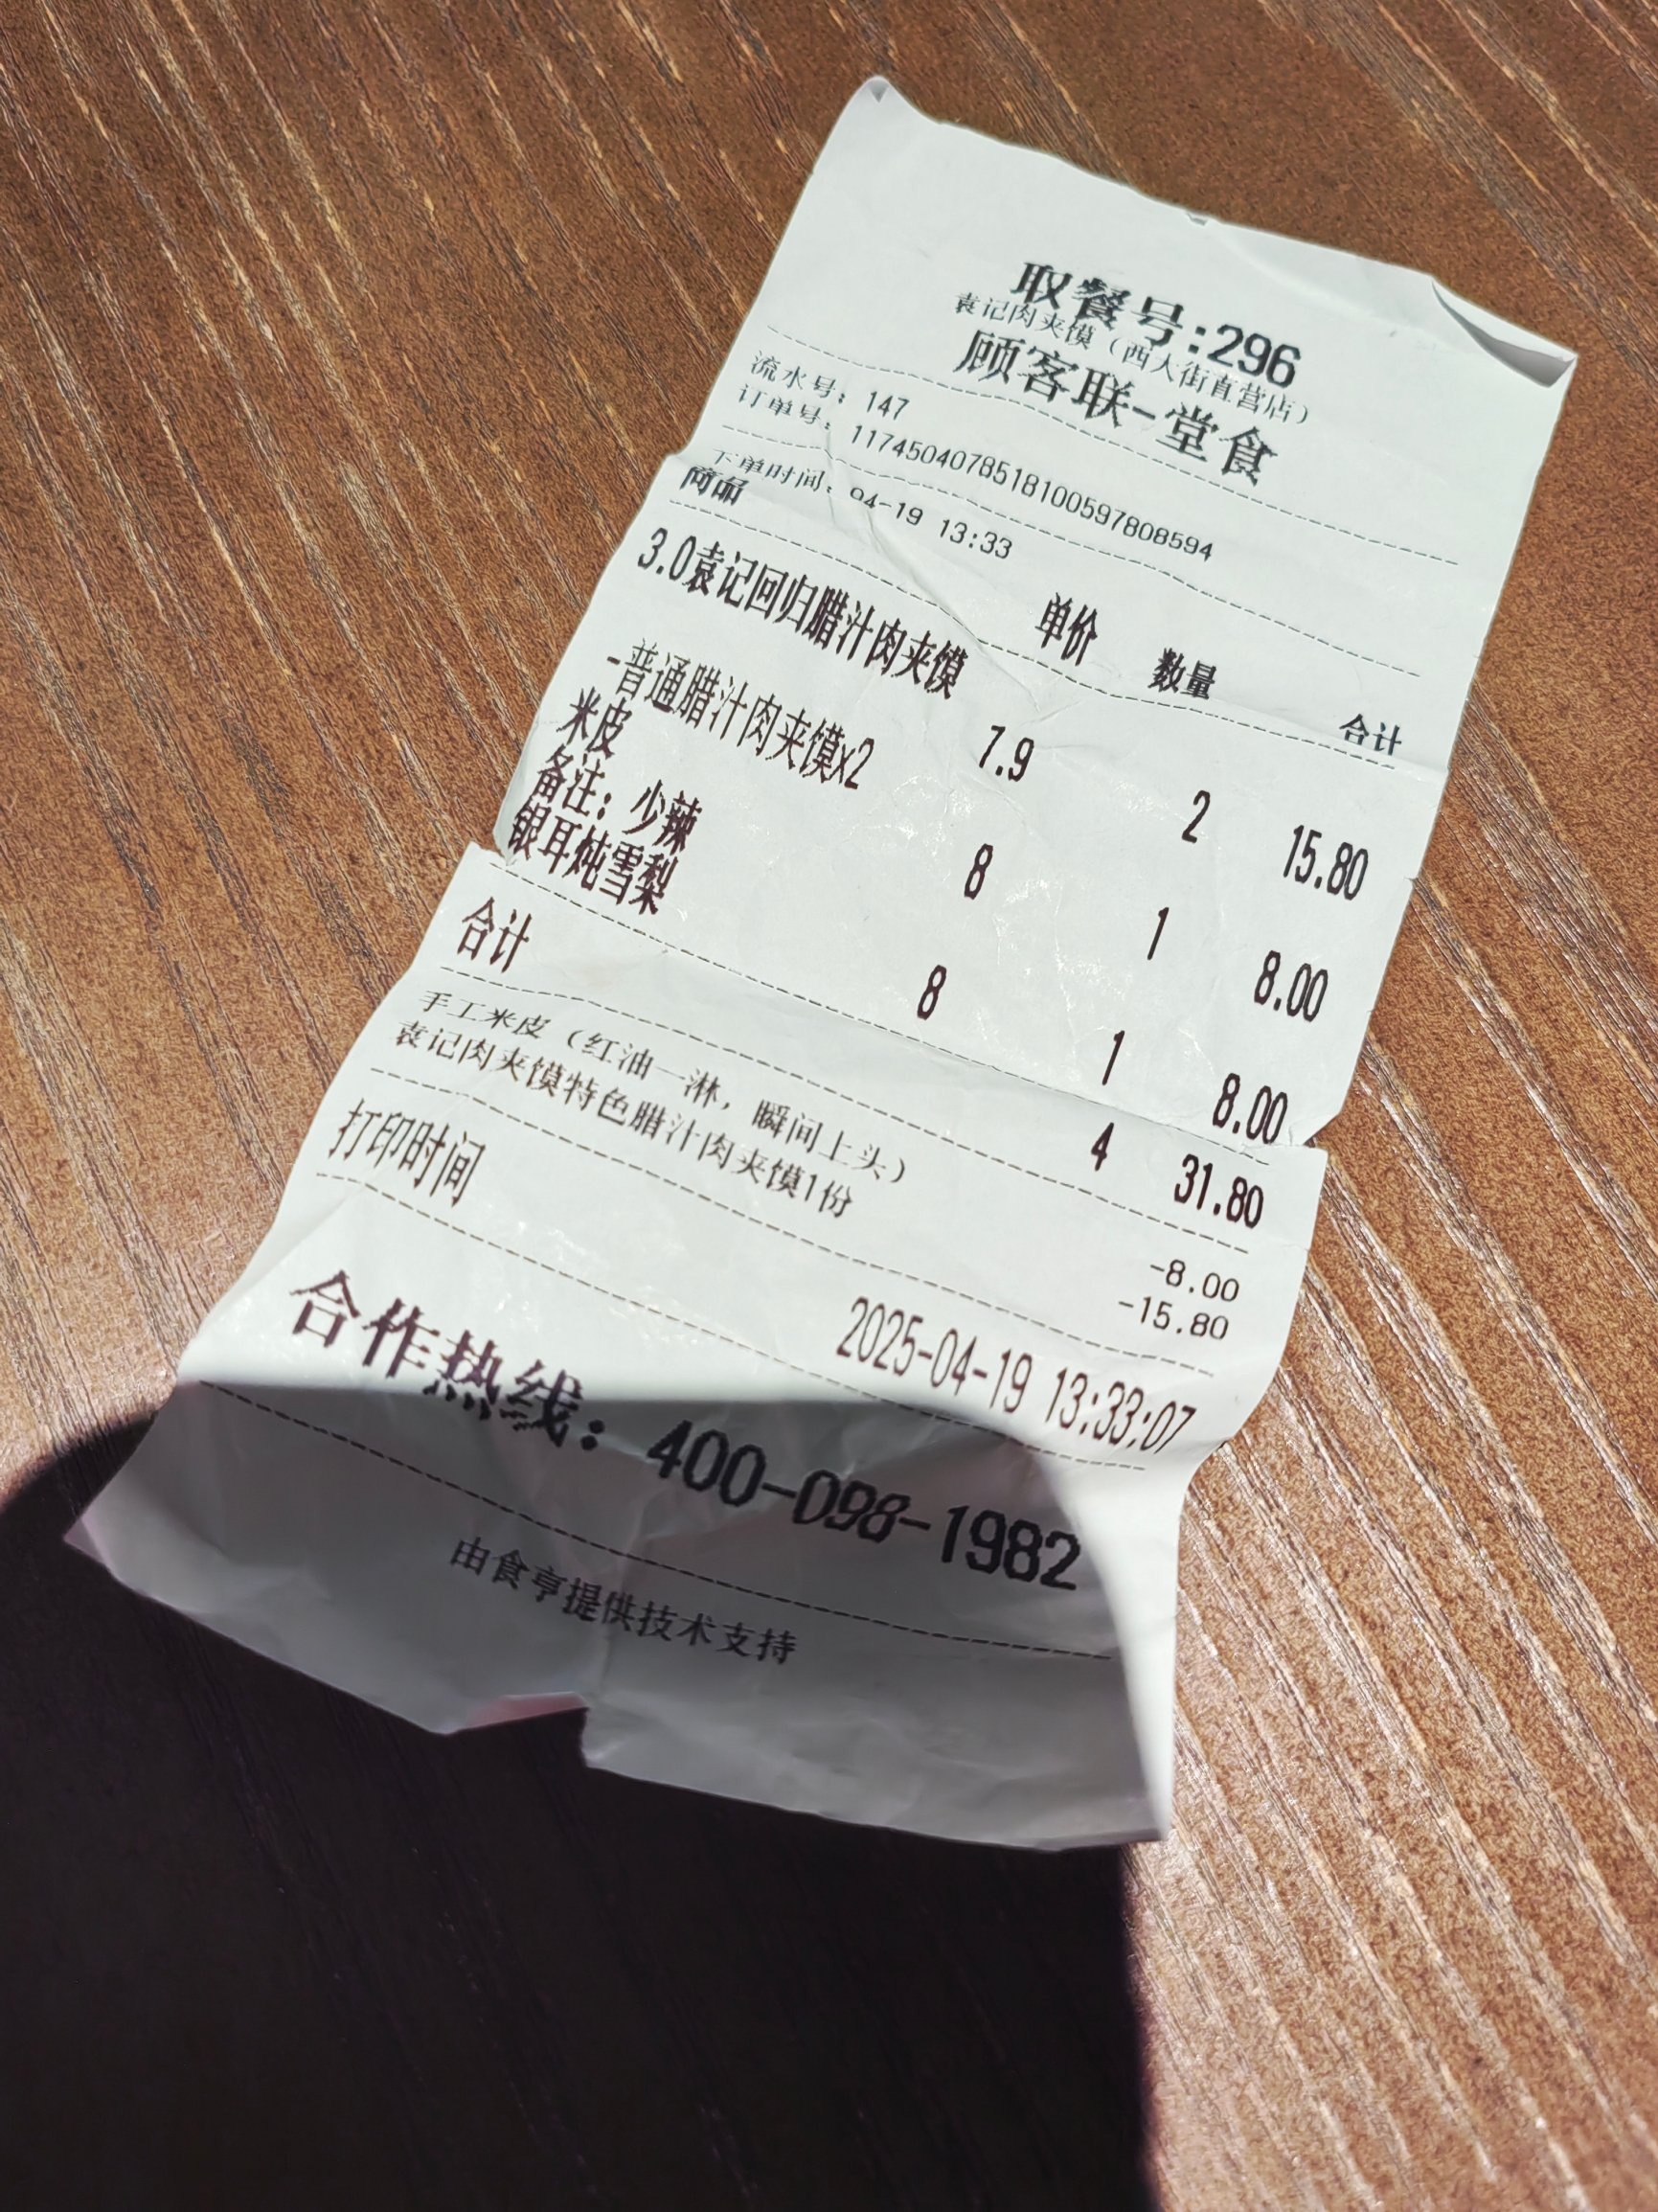 取餐号:296
袁记肉夹馍（西大街直营店）
顾客联-堂食
流水号: 147
订单号: 1174504078518100597808594
下单时间: 04-19 13:33
商品 单价 数量 合计
3.0袁记回归腊汁肉夹馍
7.9 2 15.80
-普通腊汁肉夹馍x2
米皮 8 1 8.00
备注: 少辣
银耳炖雪梨 8 1 8.00
合计 4 31.80
手工米皮（红油一淋, 瞬间上头） -8.00
袁记肉夹馍特色腊汁肉夹馍1份 -15.80
打印时间 2025-04-19 13:33:07
合作热线: 400-098-1982
由食亨提供技术支持